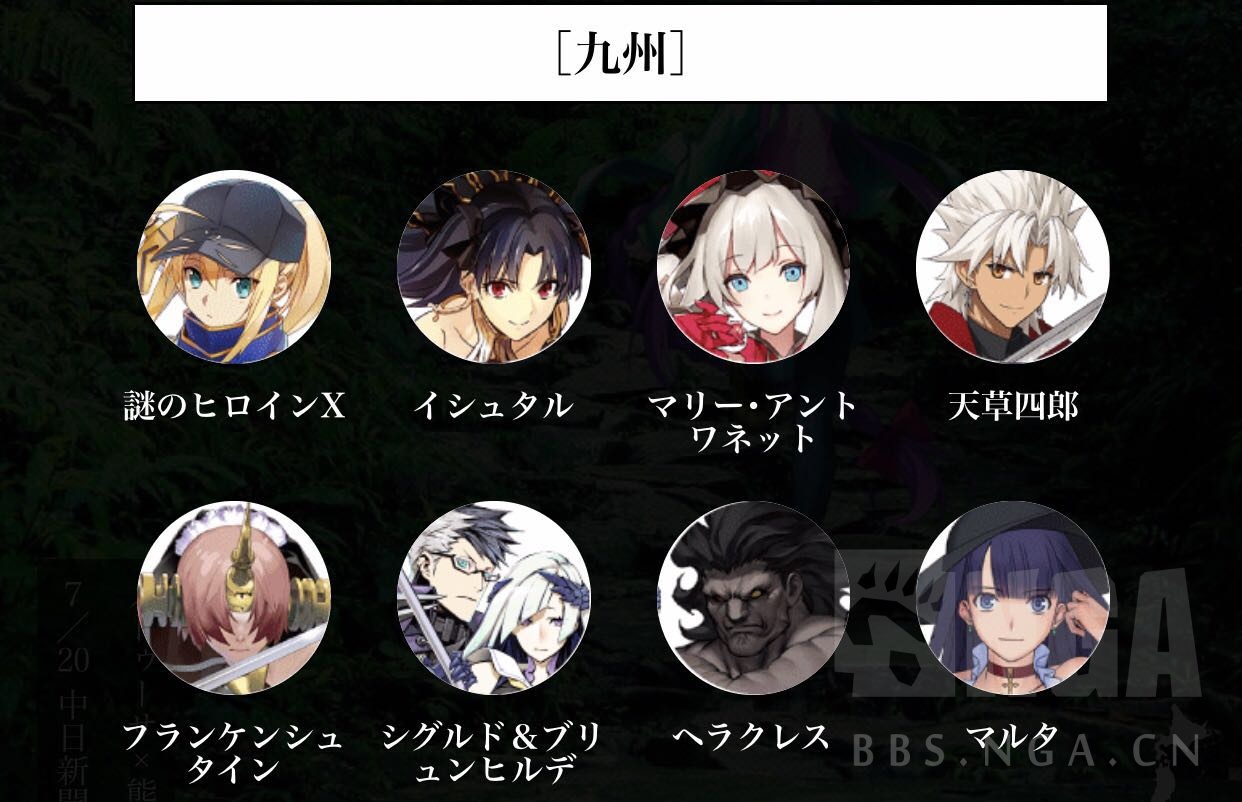 ［九州］
謎のヒロインX
イシュタル
マリー・アント
ワネット
天草四郎
フランケンシュ
タイン
シグルド＆ブリ
ュンヒルデ
ヘラクレス
マルタ
7／20 中日新聞
NGA
BBS.NGA.CN